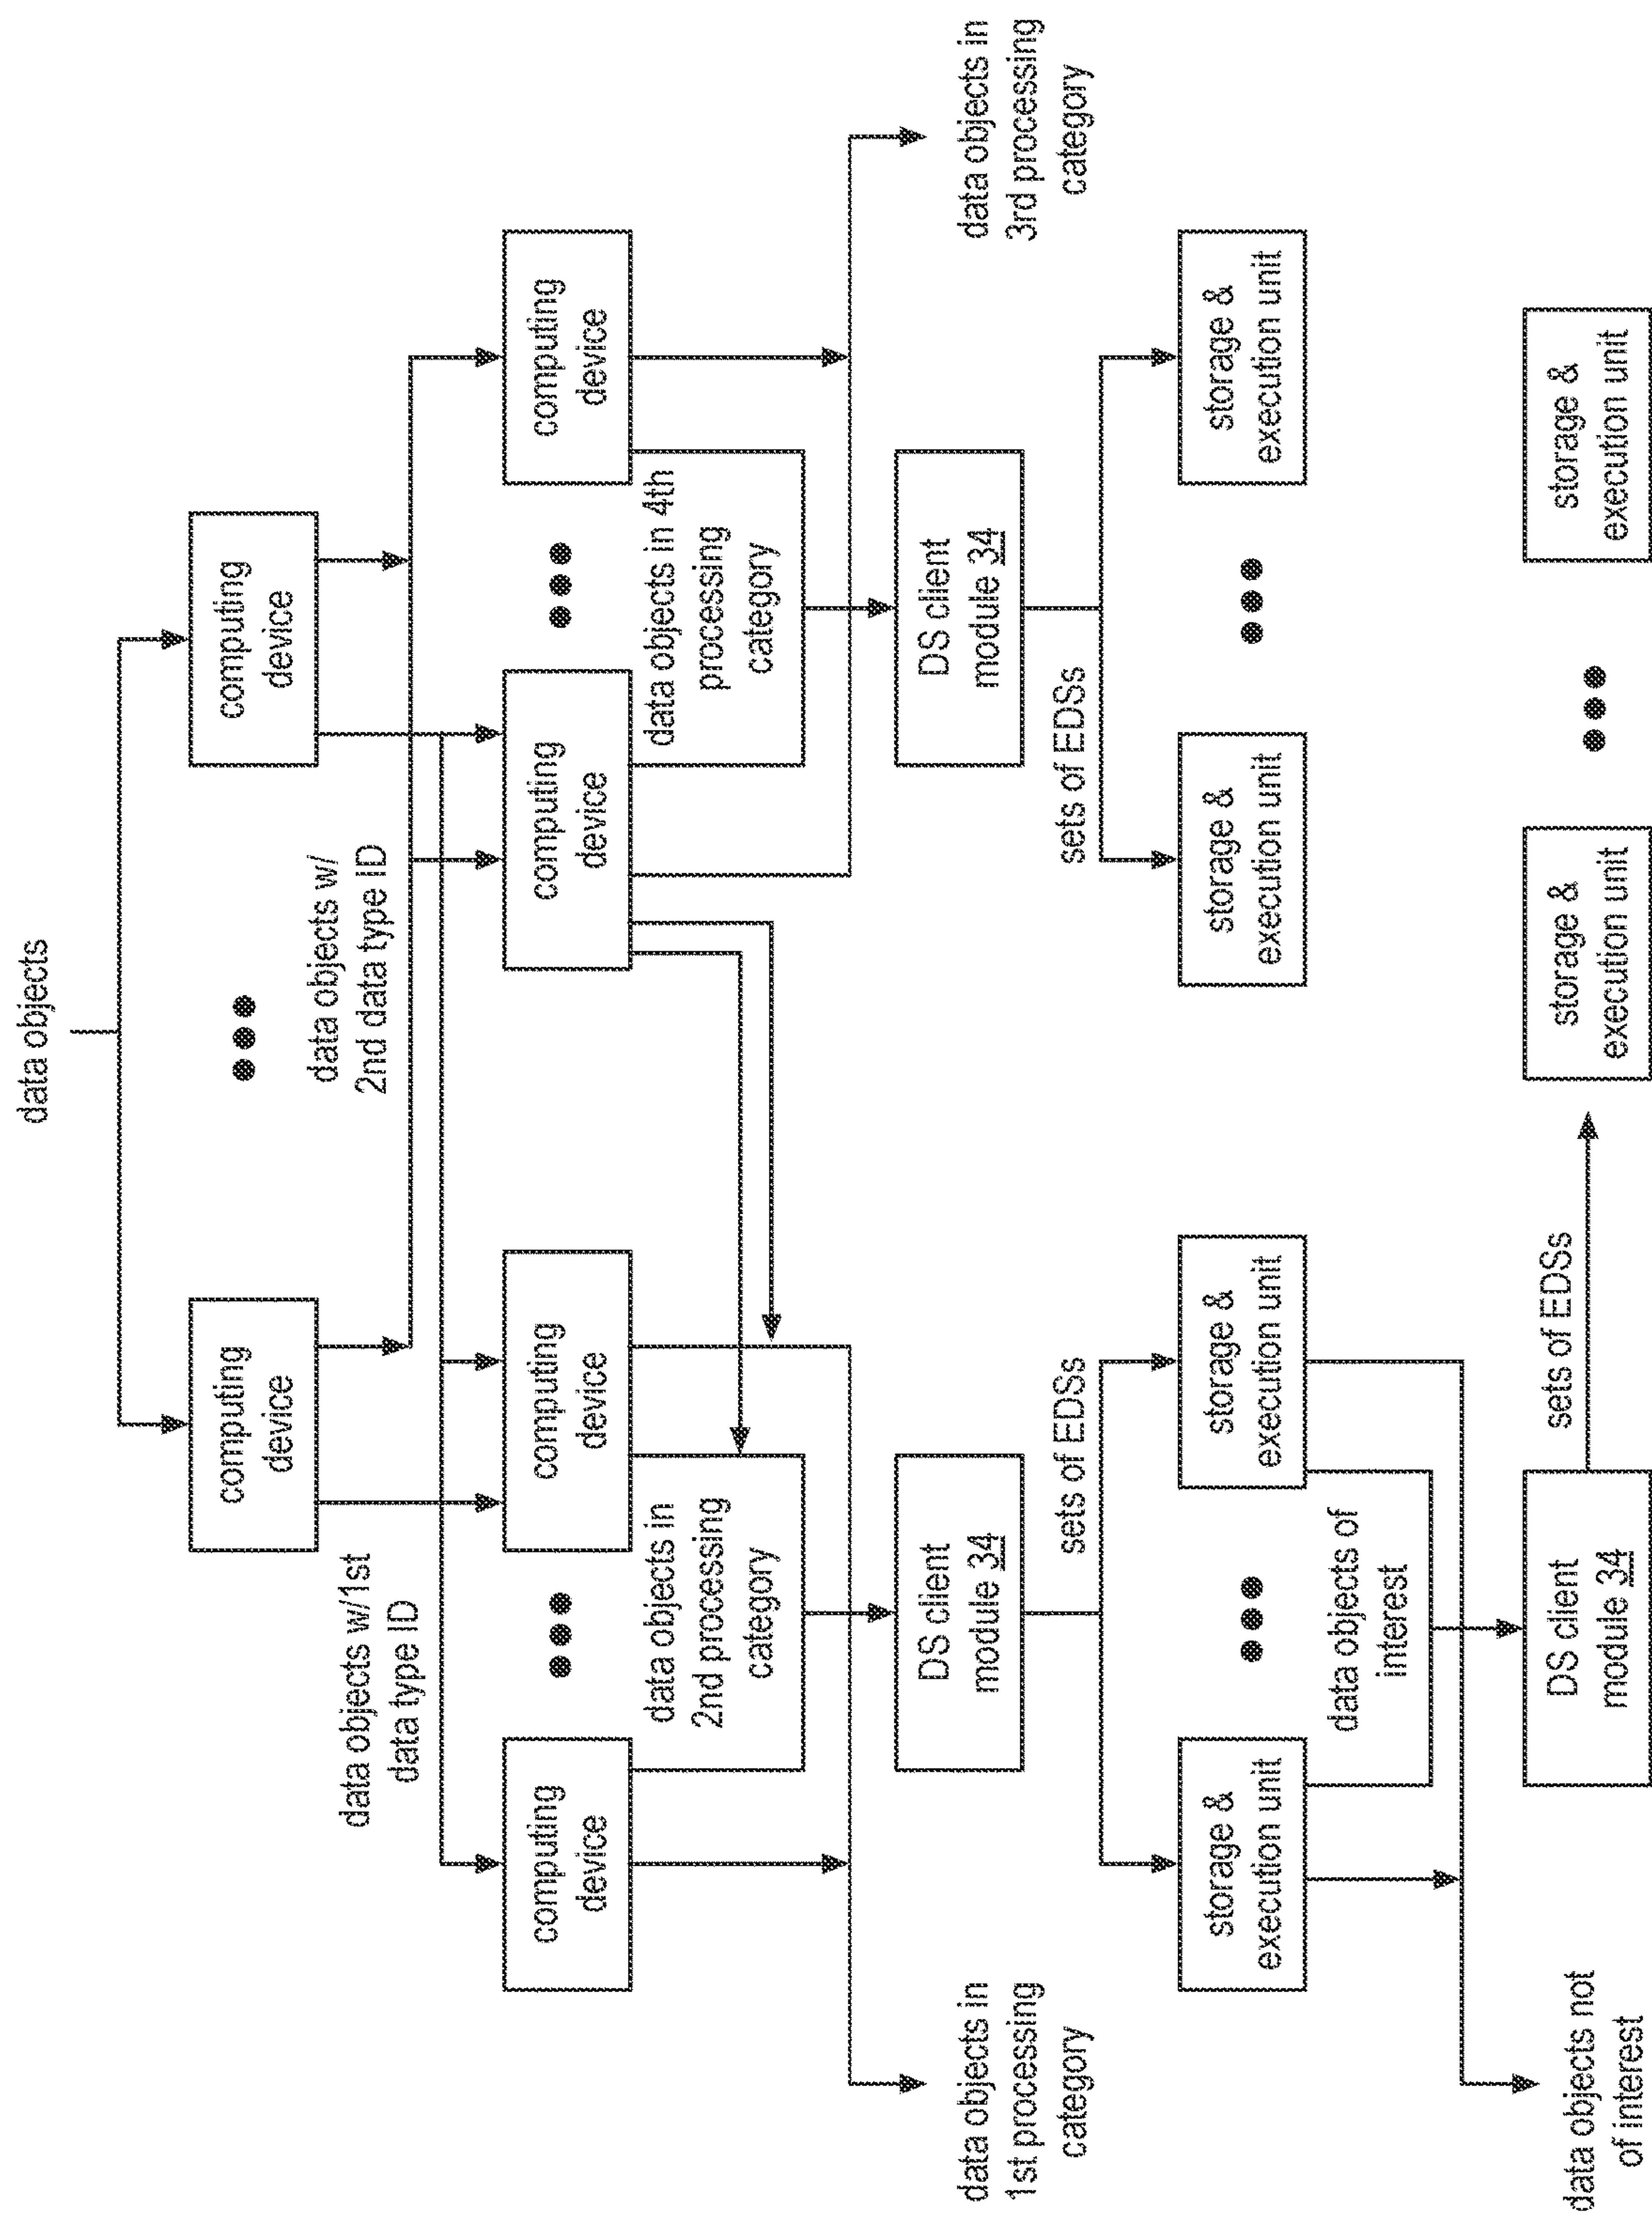 data objects
computing
device
computing
device
data objects w/1st
data type ID
data objects w/
2nd data type ID
computing
device
computing
device
computing
device
computing
device
data objects in
2nd processing
category
data objects in 4th
processing
category
data objects in
1st processing
category
DS client
module 34
DS client
module 34
data objects in
3rd processing
category
sets of EDSs
sets of EDSs
storage &
execution unit
storage &
execution unit
storage &
execution unit
storage &
execution unit
data objects of
interest
data objects not
of interest
DS client
module 34
sets of EDSs
storage &
execution unit
storage &
execution unit